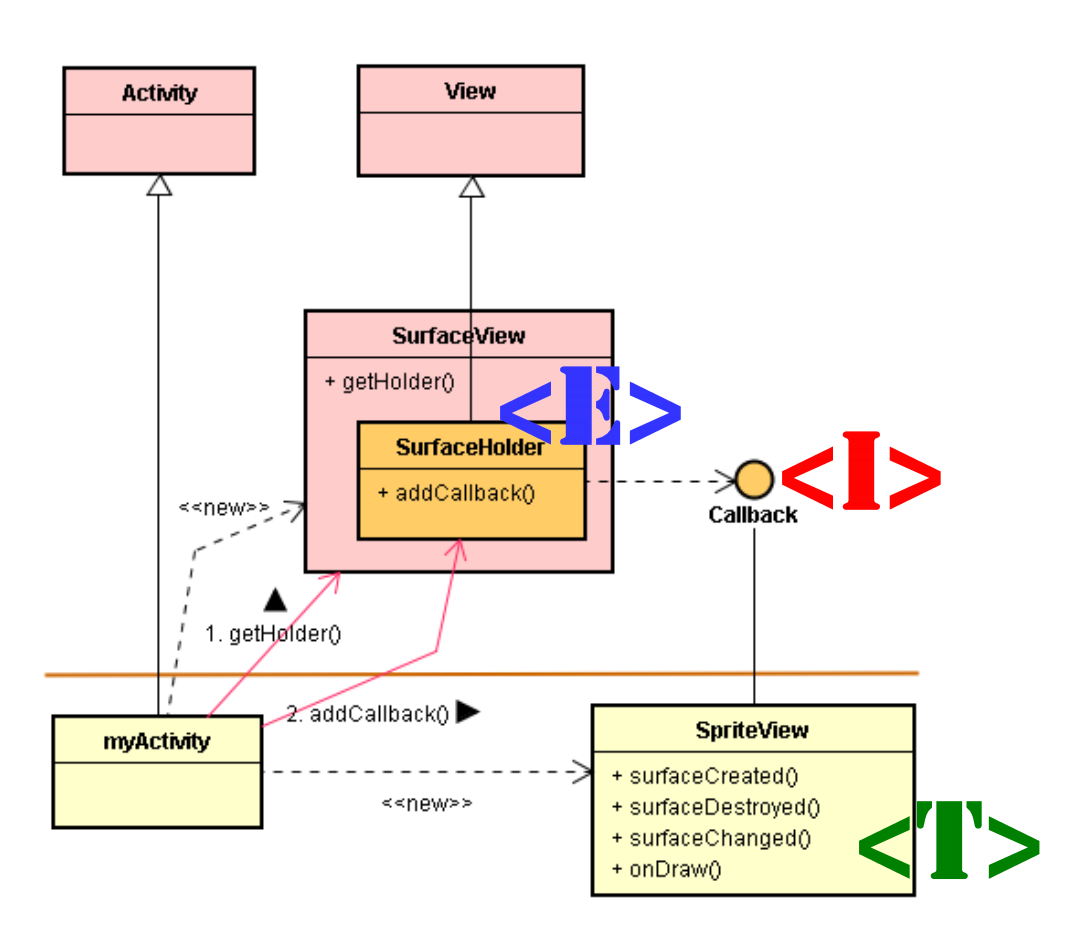 Activity
View
SurfaceView
+ getHolder()
<E>
SurfaceHolder
+ addCallback()
<I>
Callback
<<new>>
1. getHolder()
2. addCallback()
myActivity
<<new>>
SpriteView
+ surfaceCreated()
+ surfaceDestroyed()
+ surfaceChanged()
+ onDraw()
<T>